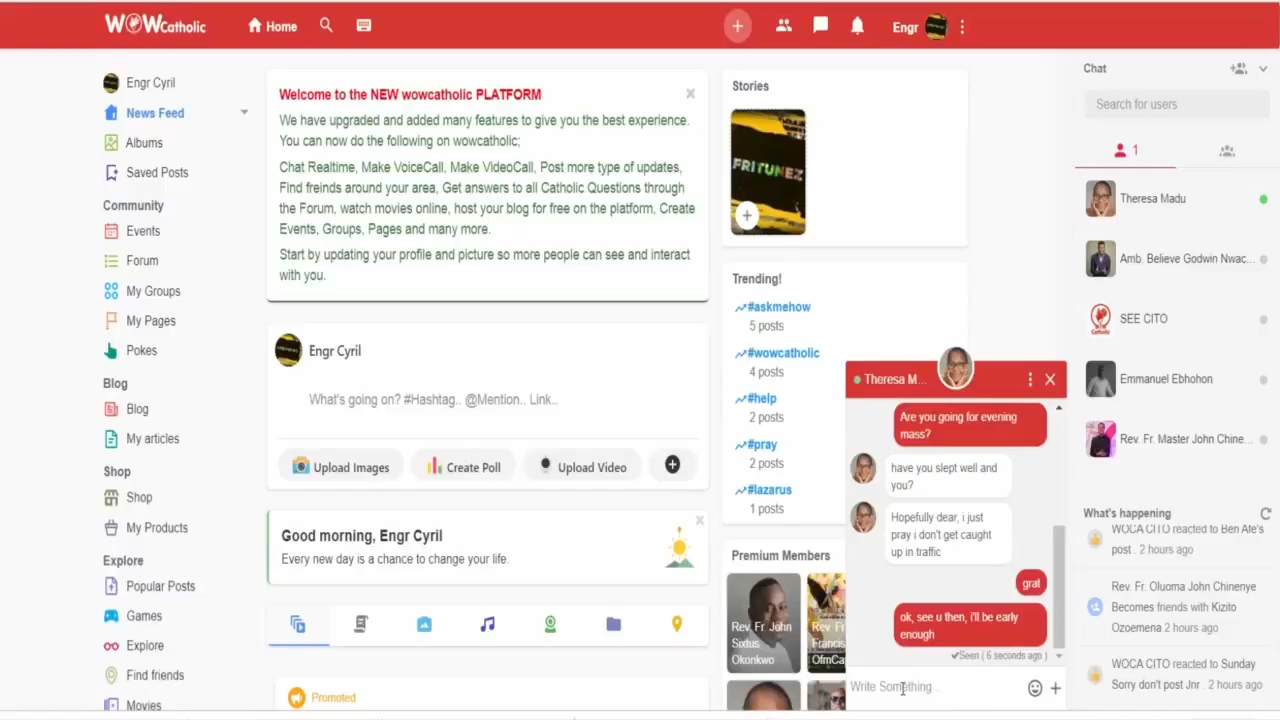 WOWCatholic
Home
Engr
Engr Cyril
News Feed
Albums
Saved Posts
Community
Events
Forum
My Groups
My Pages
Pokes
Blog
Blog
My articles
Shop
Shop
My Products
Explore
Popular Posts
Games
Explore
Find friends
Movies
Welcome to the NEW wowcatholic PLATFORM
We have upgraded and added many features to give you the best experience.
You can now do the following on wowcatholic;
Chat Realtime, Make VoiceCall, Make VideoCall, Post more type of updates,
Find freinds around your area, Get answers to all Catholic Questions through
the Forum, watch movies online, host your blog for free on the platform, Create
Events, Groups, Pages and many more.
Start by updating your profile and picture so more people can see and interact
with you.
Engr Cyril
What's going on? #Hashtag.. @Mention.. Link..
Upload Images
Create Poll
Upload Video
Good morning, Engr Cyril
Every new day is a chance to change your life.
Promoted
Stories
FRITUNEZ
Trending!
#askmehow
5 posts
#wowcatholic
4 posts
#help
2 posts
#pray
2 posts
#lazarus
1 posts
Premium Members
Rev. Fr. John
Sixtus
Okonkwo
Rev. Fr
Francis
OfmCa
Theresa M...
Are you going for evening
mass?
have you slept well and
you?
Hopefully dear, i just
pray i don't get caught
up in traffic
grat
ok, see u then, i'll be early
enough
Seen ( 6 seconds ago )
Write Something ..
Chat
Search for users
1
Theresa Madu
Amb. Believe Godwin Nwac...
SEE CITO
Emmanuel Ebhohon
Rev. Fr. Master John Chine...
What's happening
WOCA CITO reacted to Ben Ate's
post . 2 hours ago
Rev. Fr. Oluoma John Chinenye
Becomes friends with Kizito
Ozoemena 2 hours ago
WOCA CITO reacted to Sunday
Sorry don't post Jnr . 2 hours ago